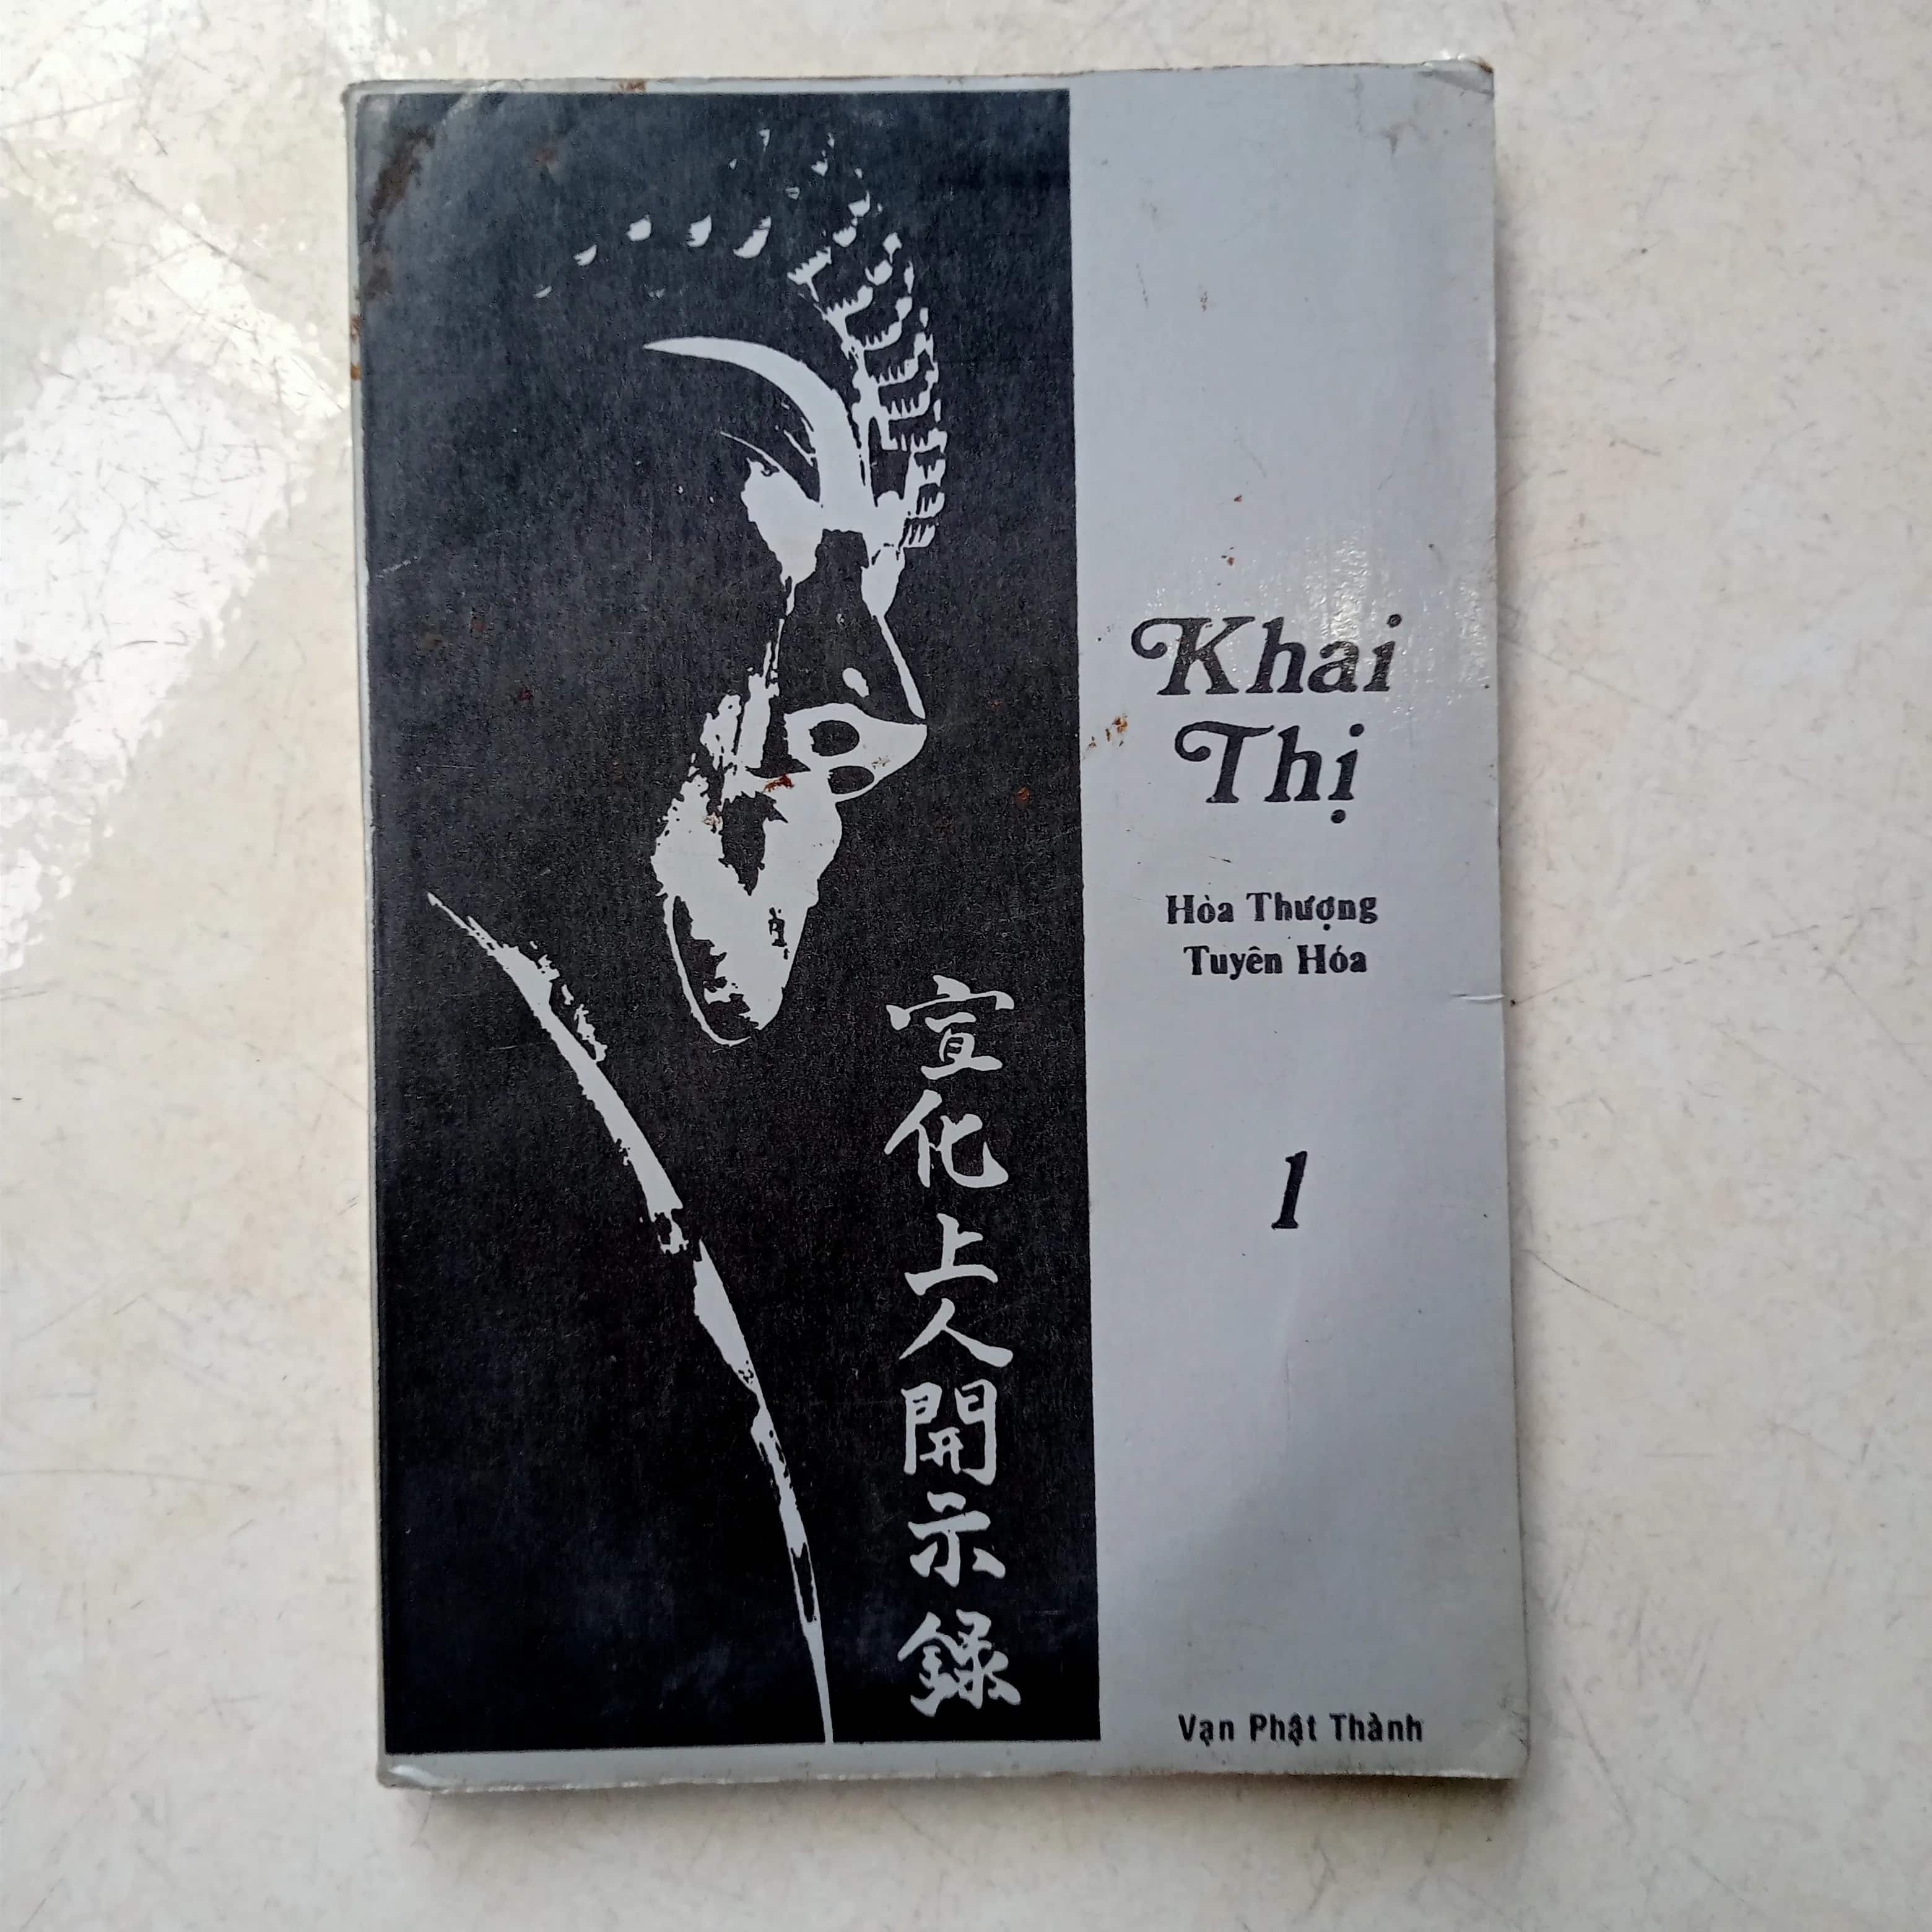 Khai
Thị
Hòa Thượng
Tuyên Hóa
1
宣化上人開示錄
Vạn Phật Thành